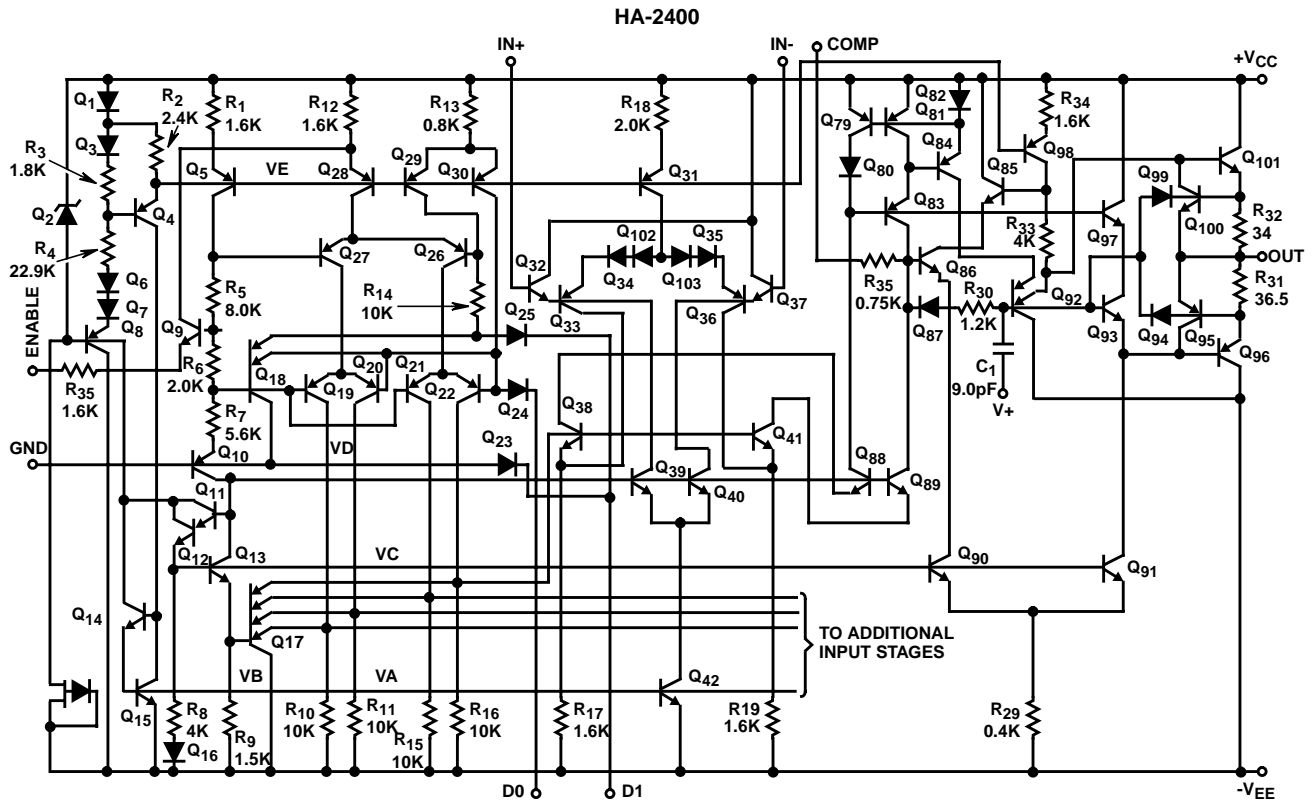 HA-2400
IN+
IN-
COMP
+VCC
Q1
R2
2.4K
R1
1.6K
R12
1.6K
R13
0.8K
R18
2.0K
Q82
Q81
Q79
R34
1.6K
Q3
R3
1.8K
Q5
VE
Q28
Q29
Q30
Q31
Q80
Q84
Q85
Q98
Q101
Q2
Q4
Q83
Q99
Q100
R32
34
R4
22.9K
Q27
Q26
Q32
Q102
Q35
Q34
Q103
R33
4K
Q97
OUT
Q6
Q7
Q8
Q9
R5
8.0K
R14
10K
Q25
Q33
Q36
Q37
R35
0.75K
Q86
Q87
R30
1.2K
Q92
Q93
Q94
Q95
R31
36.5
Q96
ENABLE
R35
1.6K
R6
2.0K
Q18
Q19
Q20
Q21
Q22
Q24
C1
9.0pF
V+
R7
5.6K
VD
Q23
Q38
Q41
GND
Q10
Q39
Q40
Q88
Q89
Q11
Q12
Q13
VC
Q90
Q91
Q14
Q17
TO ADDITIONAL
INPUT STAGES
VB
VA
Q42
Q15
R8
4K
Q16
R9
1.5K
R10
10K
R11
10K
R15
10K
R16
10K
R17
1.6K
R19
1.6K
R29
0.4K
D0
D1
-VEE